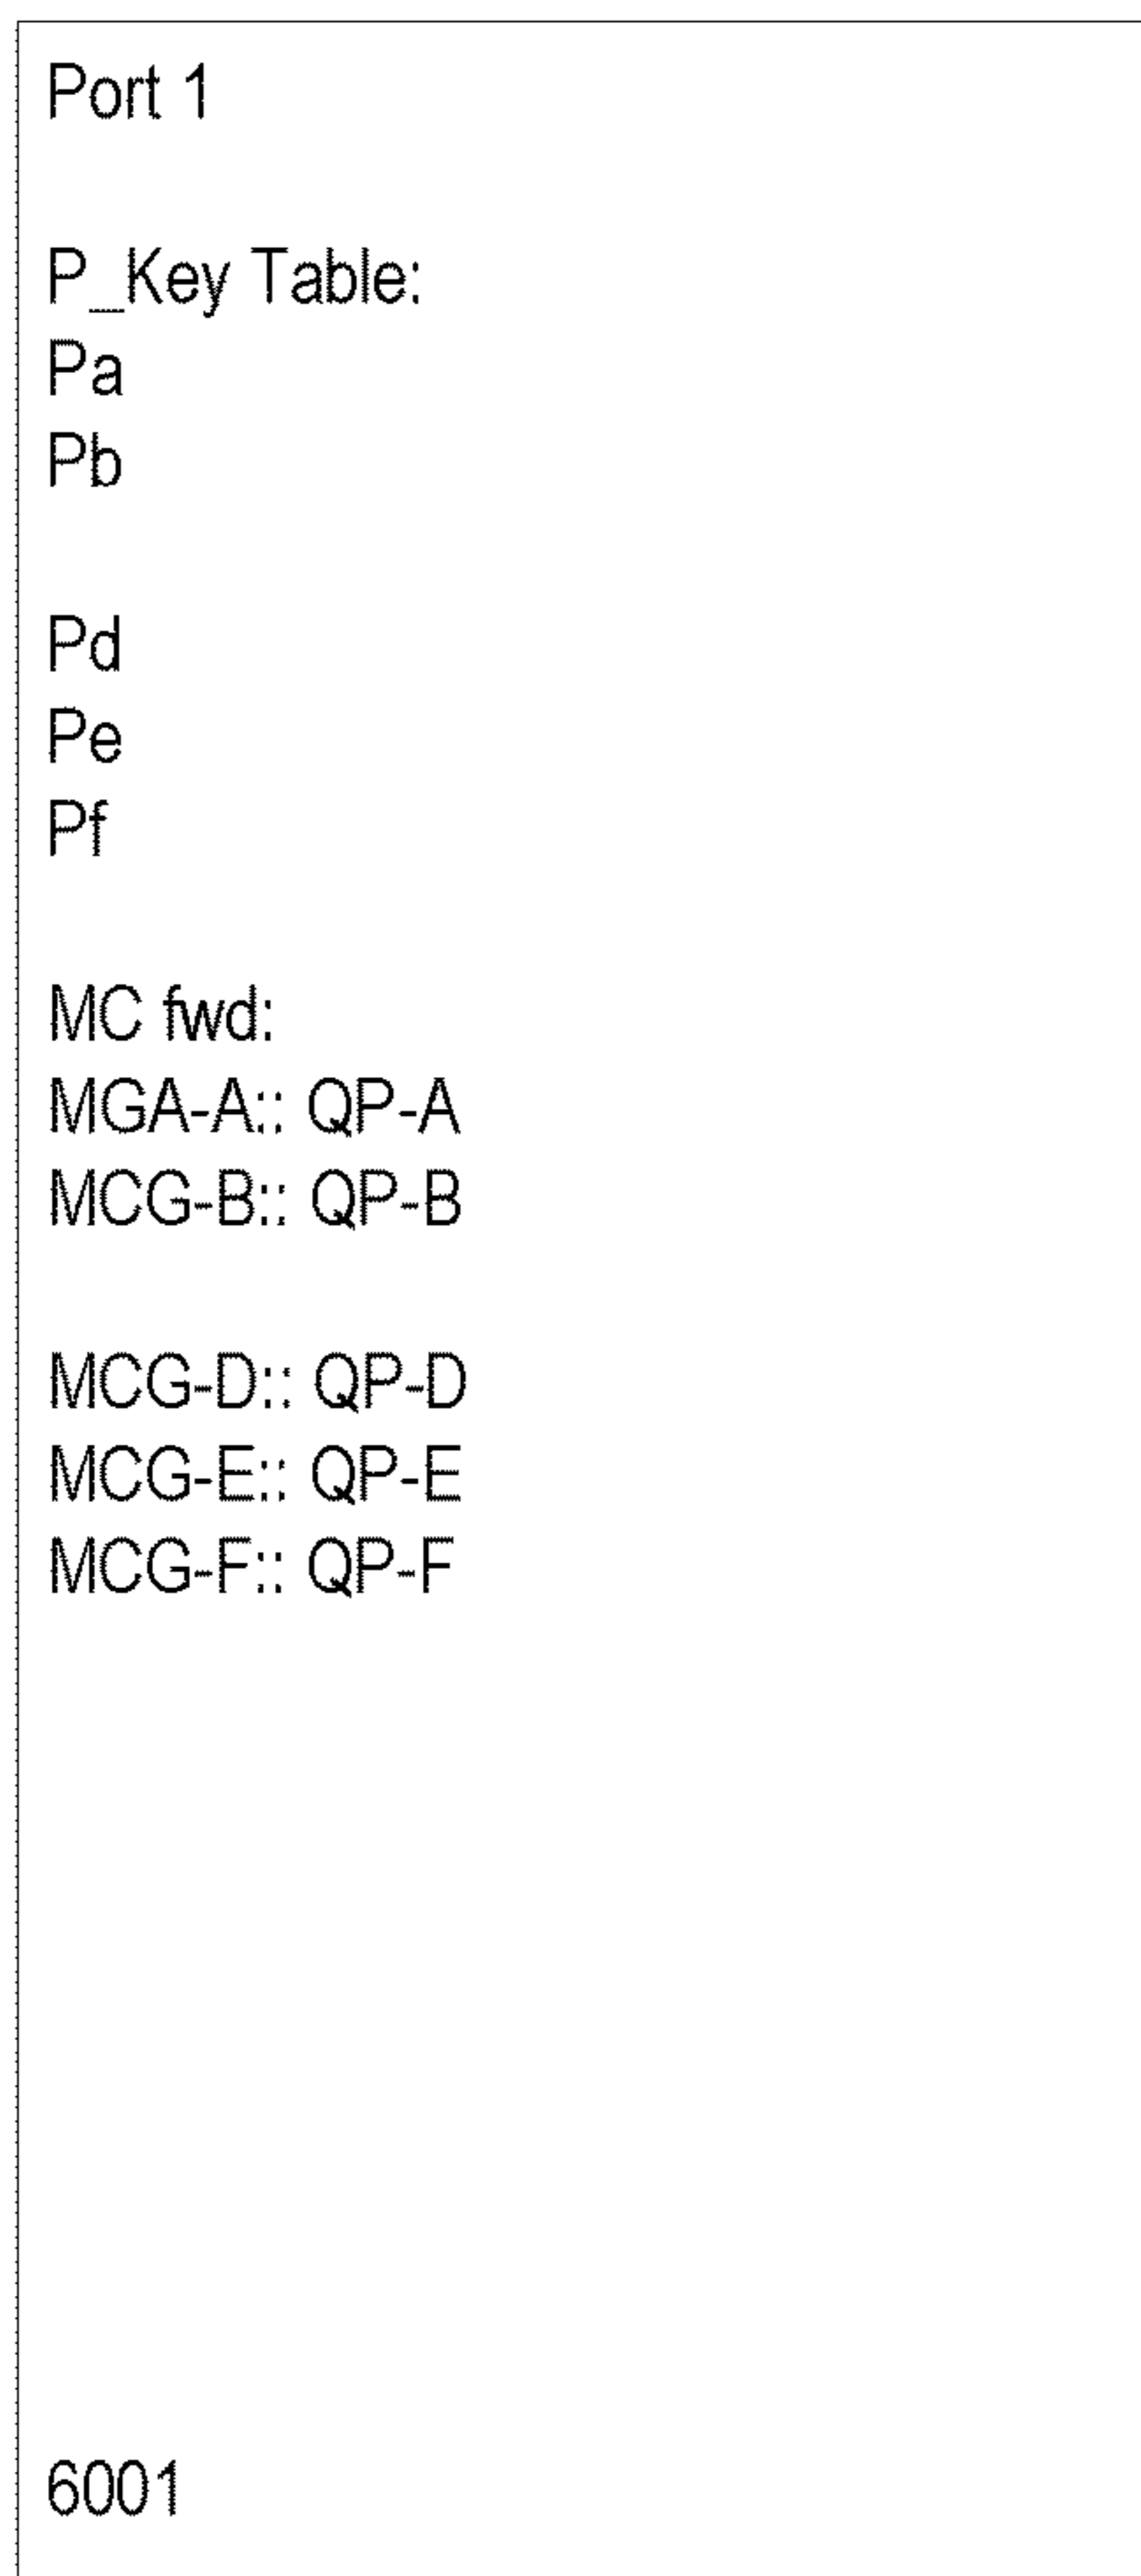 Port 1
P_Key Table:
Pa
Pb
Pd
Pe
Pf
MC fwd:
MGA-A:: QP-A
MCG-B:: QP-B
MCG-D:: QP-D
MCG-E:: QP-E
MCG-F:: QP-F
6001